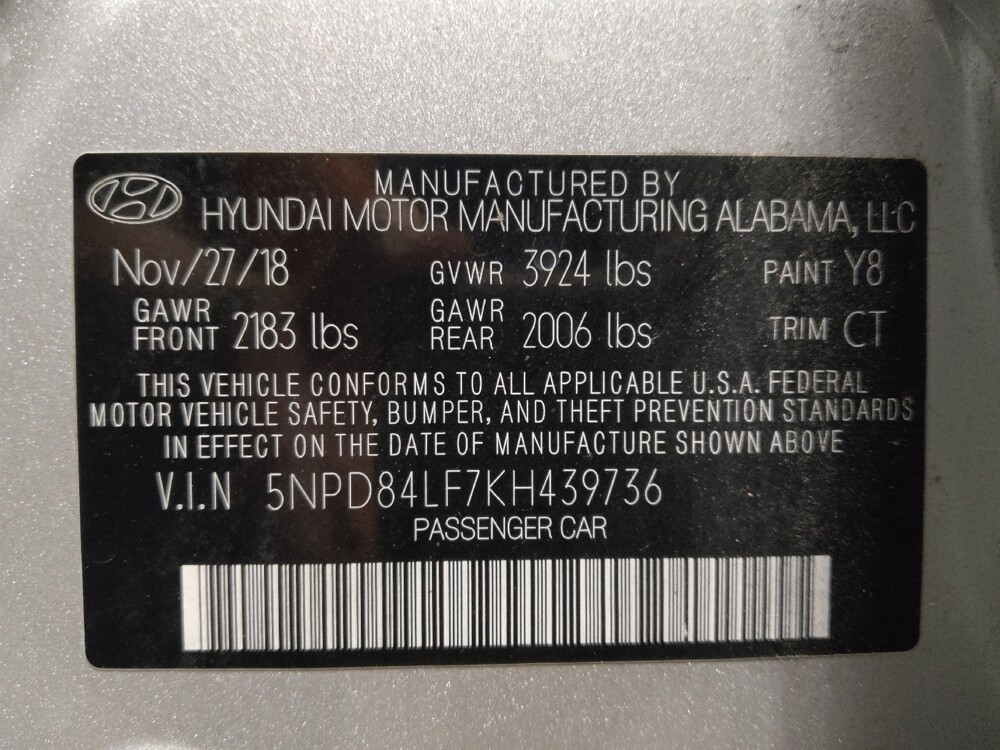 MANUFACTURED BY
HYUNDAI MOTOR MANUFACTURING ALABAMA, LLC
Nov/27/18 GVWR 3924 lbs PAINT Y8
GAWR FRONT 2183 lbs GAWR REAR 2006 lbs TRIM CT
THIS VEHICLE CONFORMS TO ALL APPLICABLE U.S.A. FEDERAL
MOTOR VEHICLE SAFETY, BUMPER, AND THEFT PREVENTION STANDARDS
IN EFFECT ON THE DATE OF MANUFACTURE SHOWN ABOVE
V.I.N 5NPD84LF7KH439736
PASSENGER CAR